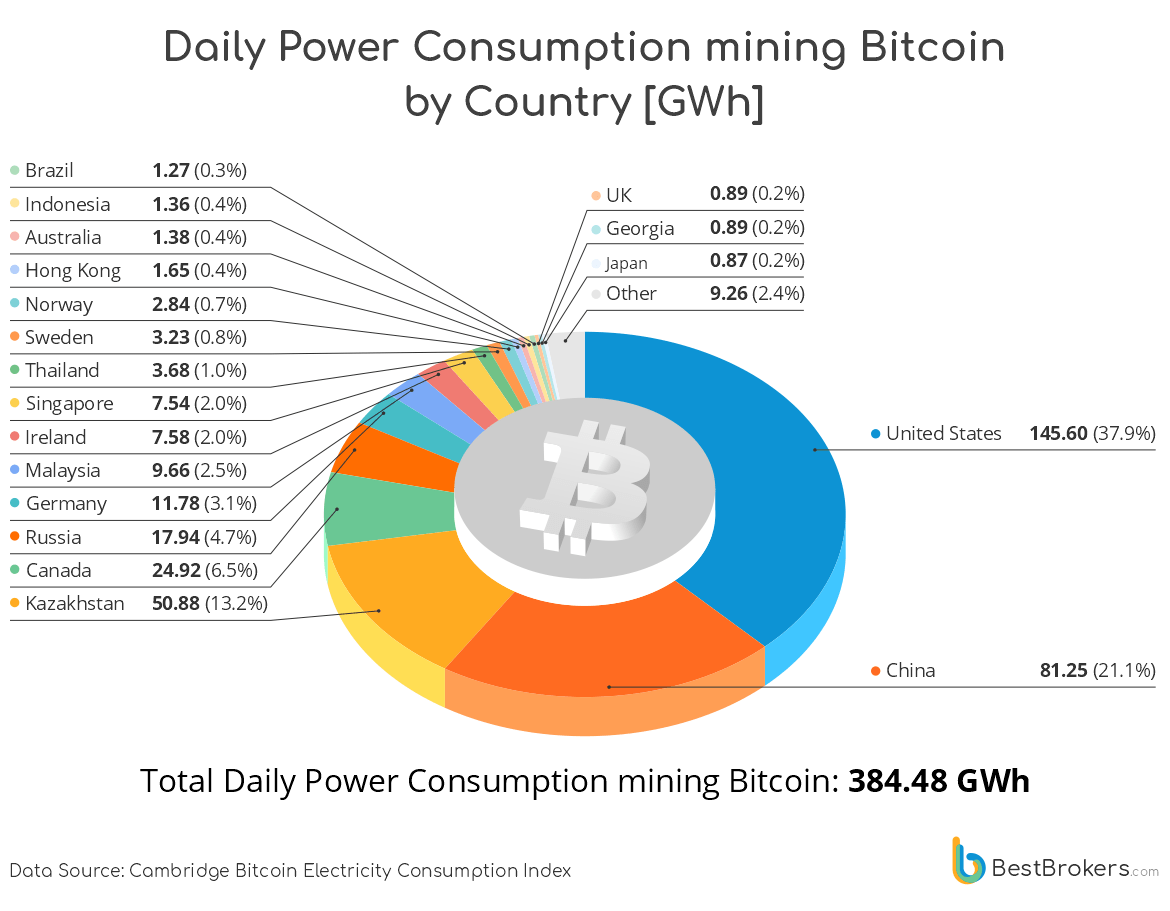 Daily Power Consumption mining Bitcoin
by Country [GWh]
Brazil 1.27 (0.3%)
Indonesia 1.36 (0.4%)
Australia 1.38 (0.4%)
Hong Kong 1.65 (0.4%)
Norway 2.84 (0.7%)
Sweden 3.23 (0.8%)
Thailand 3.68 (1.0%)
Singapore 7.54 (2.0%)
Ireland 7.58 (2.0%)
Malaysia 9.66 (2.5%)
Germany 11.78 (3.1%)
Russia 17.94 (4.7%)
Canada 24.92 (6.5%)
Kazakhstan 50.88 (13.2%)
UK 0.89 (0.2%)
Georgia 0.89 (0.2%)
Japan 0.87 (0.2%)
Other 9.26 (2.4%)
United States 145.60 (37.9%)
China 81.25 (21.1%)
Total Daily Power Consumption mining Bitcoin: 384.48 GWh
Data Source: Cambridge Bitcoin Electricity Consumption Index
BestBrokers.com